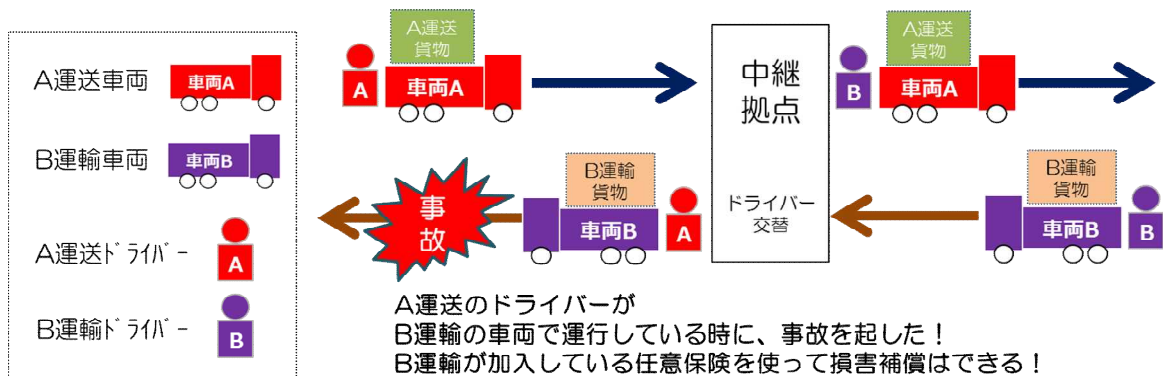 A運送車両
車両A
B運輸車両
車両B
A運送ﾄﾞﾗｲﾊﾞｰ
A
B運輸ﾄﾞﾗｲﾊﾞｰ
B
A運送
貨物
A
車両A
中継
拠点
ドライバー
交替
A運送
貨物
B
車両A
事
故
B運輸
貨物
車両B
A
B運輸
貨物
車両B
B
A運送のドライバーが
B運輸の車両で運行している時に、事故を起した！
B運輸が加入している任意保険を使って損害補償はできる！